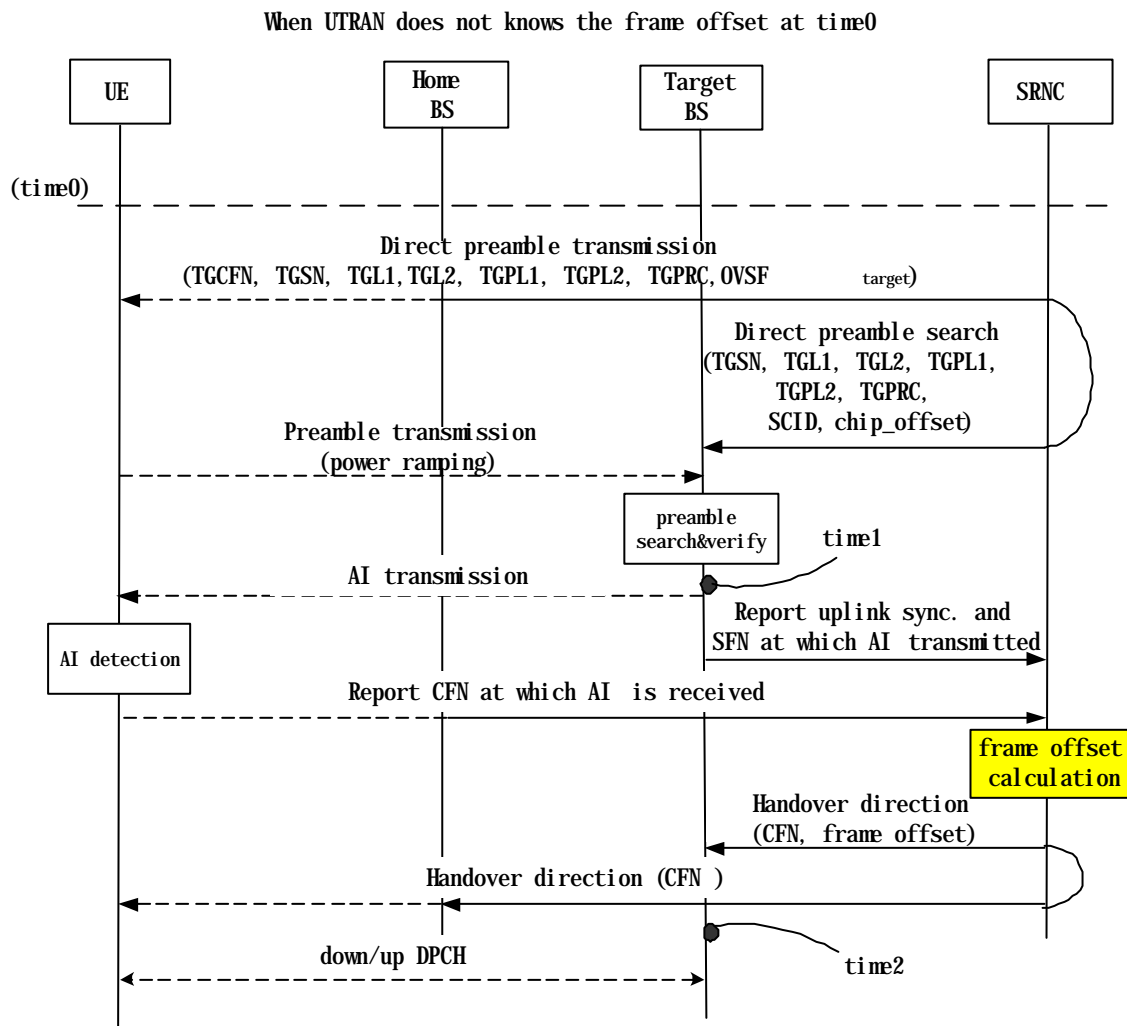 When UTRAN does not knows the frame offset at time0
UE
Home
BS
Target
BS
SRNC
(time0)
Direct preamble transmission
(TGCFN, TGSN, TGL1, TGL2, TGPL1, TGPL2, TGPRC, OVSF target)
Direct preamble search
(TGSN, TGL1, TGL2, TGPL1,
TGPL2, TGPRC,
SCID, chip_offset)
Preamble transmission
(power ramping)
preamble
search&verify
time1
AI transmission
Report uplink sync. and
SFN at which AI transmitted
AI detection
Report CFN at which AI is received
frame offset
calculation
Handover direction
(CFN, frame offset)
Handover direction (CFN )
down/up DPCH
time2